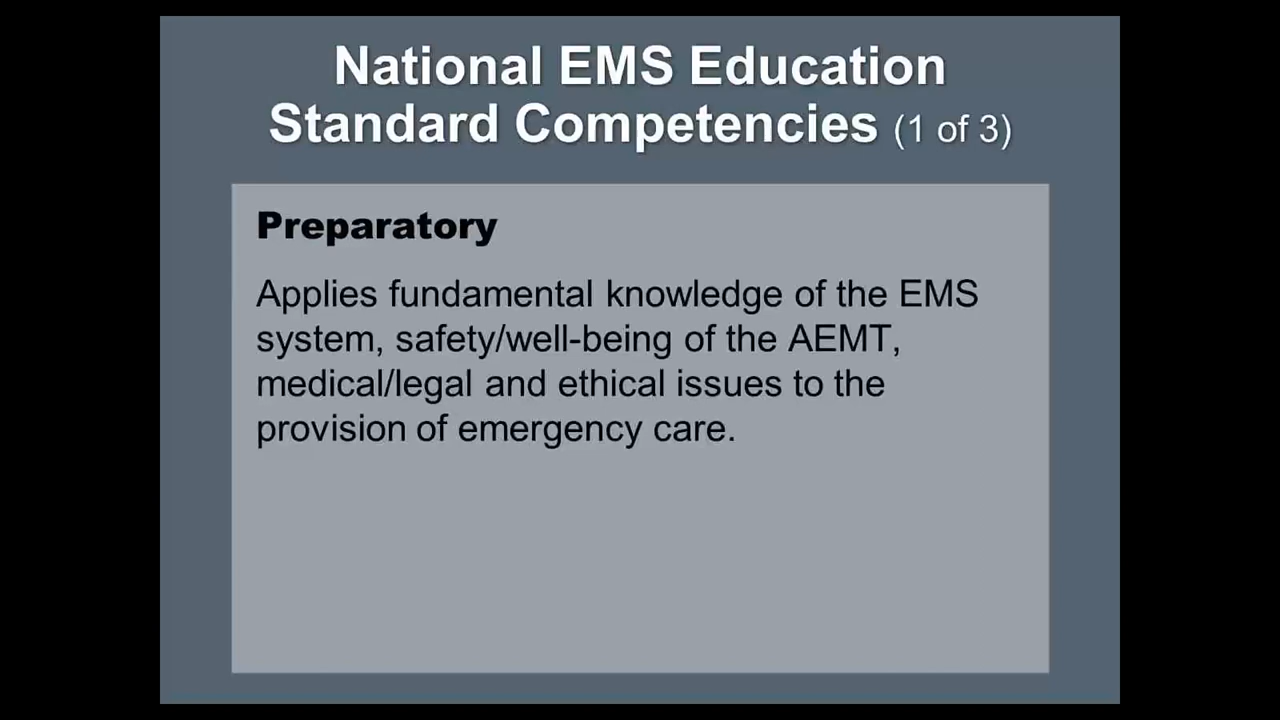 National EMS Education
Standard Competencies (1 of 3)
Preparatory
Applies fundamental knowledge of the EMS
system, safety/well-being of the AEMT,
medical/legal and ethical issues to the
provision of emergency care.